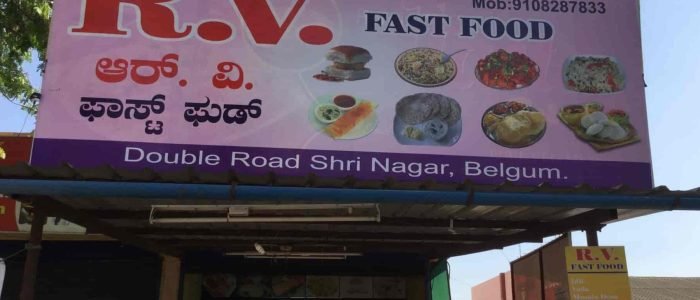 Mob:9108287833
R.V. FAST FOOD
ಆರ್. ವಿ.
ಫಾಸ್ಟ್ ಫುಡ್
Double Road Shri Nagar, Belgum.
R.V.
FAST FOOD